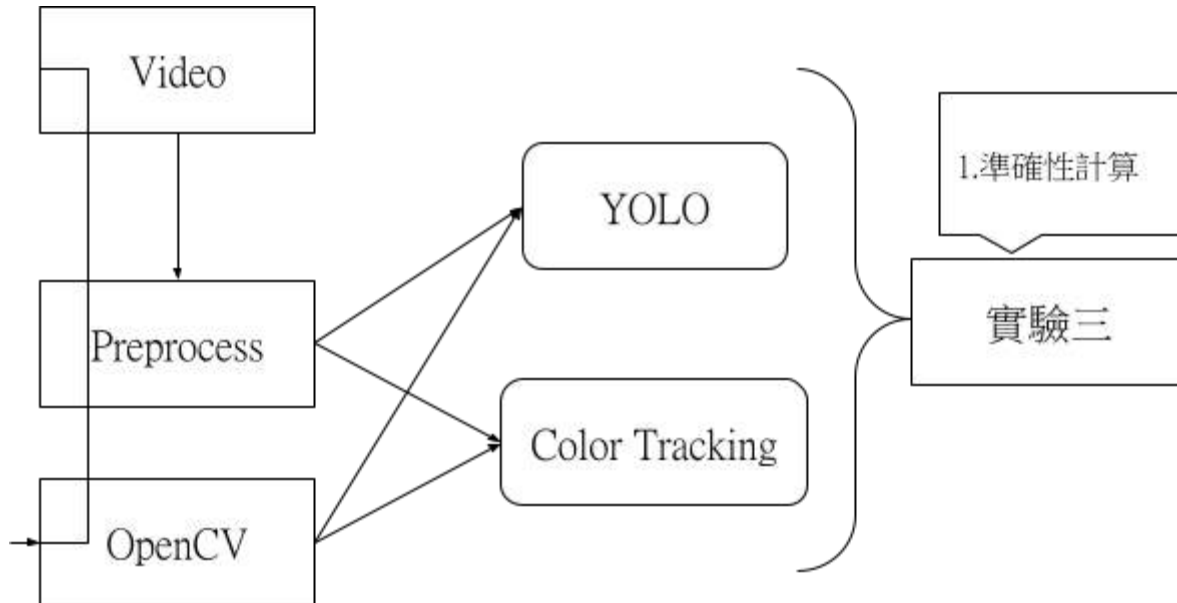 Video
Preprocess
OpenCV
YOLO
Color Tracking
1.準確性計算
實驗三